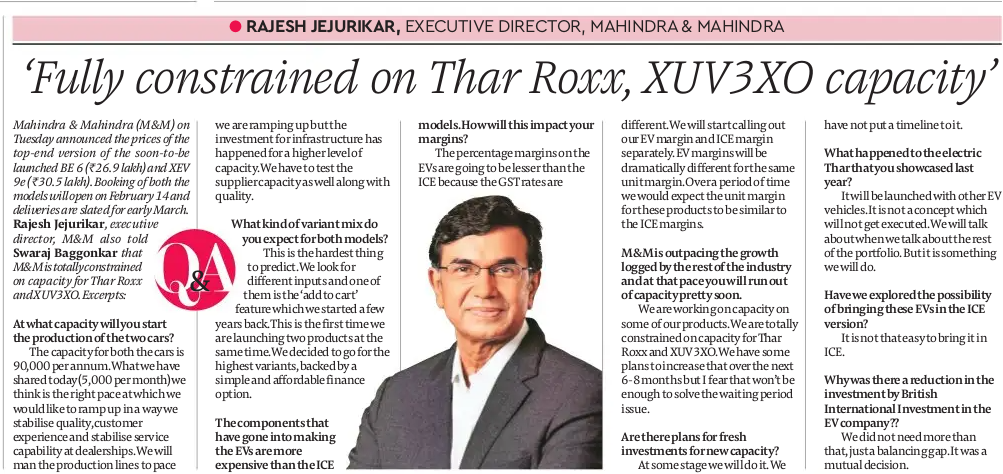 ● RAJESH JEJURIKAR, EXECUTIVE DIRECTOR, MAHINDRA & MAHINDRA
‘Fully constrained on Thar Roxx, XUV3XO capacity’
Mahindra & Mahindra (M&M) on
Tuesday announced the prices of the
top-end version of the soon-to-be
launched BE 6 (₹26.9 lakh) and XEV
9e (₹30.5 lakh). Booking of both the
models will open on February 14 and
deliveries are slated for early March.
Rajesh Jejurikar, executive
director, M&M also told
Swaraj Baggonkar that
M&M is totally constrained
on capacity for Thar Roxx
and XUV3XO. Excerpts:
Q&A
At what capacity will you start
the production of the two cars?
The capacity for both the cars is
90,000 per annum. What we have
shared today (5,000 per month) we
think is the right pace at which we
would like to ramp up in a way we
stabilise quality, customer
experience and stabilise service
capability at dealerships. We will
man the production lines to pace
we are ramping up but the
investment for infrastructure has
happened for a higher level of
capacity. We have to test the
supplier capacity as well along with
quality.
What kind of variant mix do
you expect for both models?
This is the hardest thing
to predict. We look for
different inputs and one of
them is the ‘add to cart’
feature which we started a few
years back. This is the first time we
are launching two products at the
same time. We decided to go for the
highest variants, backed by a
simple and affordable finance
option.
The components that
have gone into making
the EVs are more
expensive than the ICE
models. How will this impact your
margins?
The percentage margins on the
EVs are going to be lesser than the
ICE because the GST rates are
different. We will start calling out
our EV margin and ICE margin
separately. EV margins will be
dramatically different for the same
unit margin. Over a period of time
we would expect the unit margin
for these products to be similar to
the ICE margins.
M&M is outpacing the growth
logged by the rest of the industry
and at that pace you will run out
of capacity pretty soon.
We are working on capacity on
some of our products. We are totally
constrained on capacity for Thar
Roxx and XUV3XO. We have some
plans to increase that over the next
6-8 months but I fear that won’t be
enough to solve the waiting period
issue.
Are there plans for fresh
investments for new capacity?
At some stage we will do it. We
have not put a timeline to it.
What happened to the electric
Thar that you showcased last
year?
It will be launched with other EV
vehicles. It is not a concept which
will not get executed. We will talk
about when we talk about the rest
of the portfolio. But it is something
we will do.
Have we explored the possibility
of bringing these EVs in the ICE
version?
It is not that easy to bring it in
ICE.
Why was there a reduction in the
investment by British
International Investment in the
EV company??
We did not need more than
that, just a balancing gap. It was a
mutual decision.